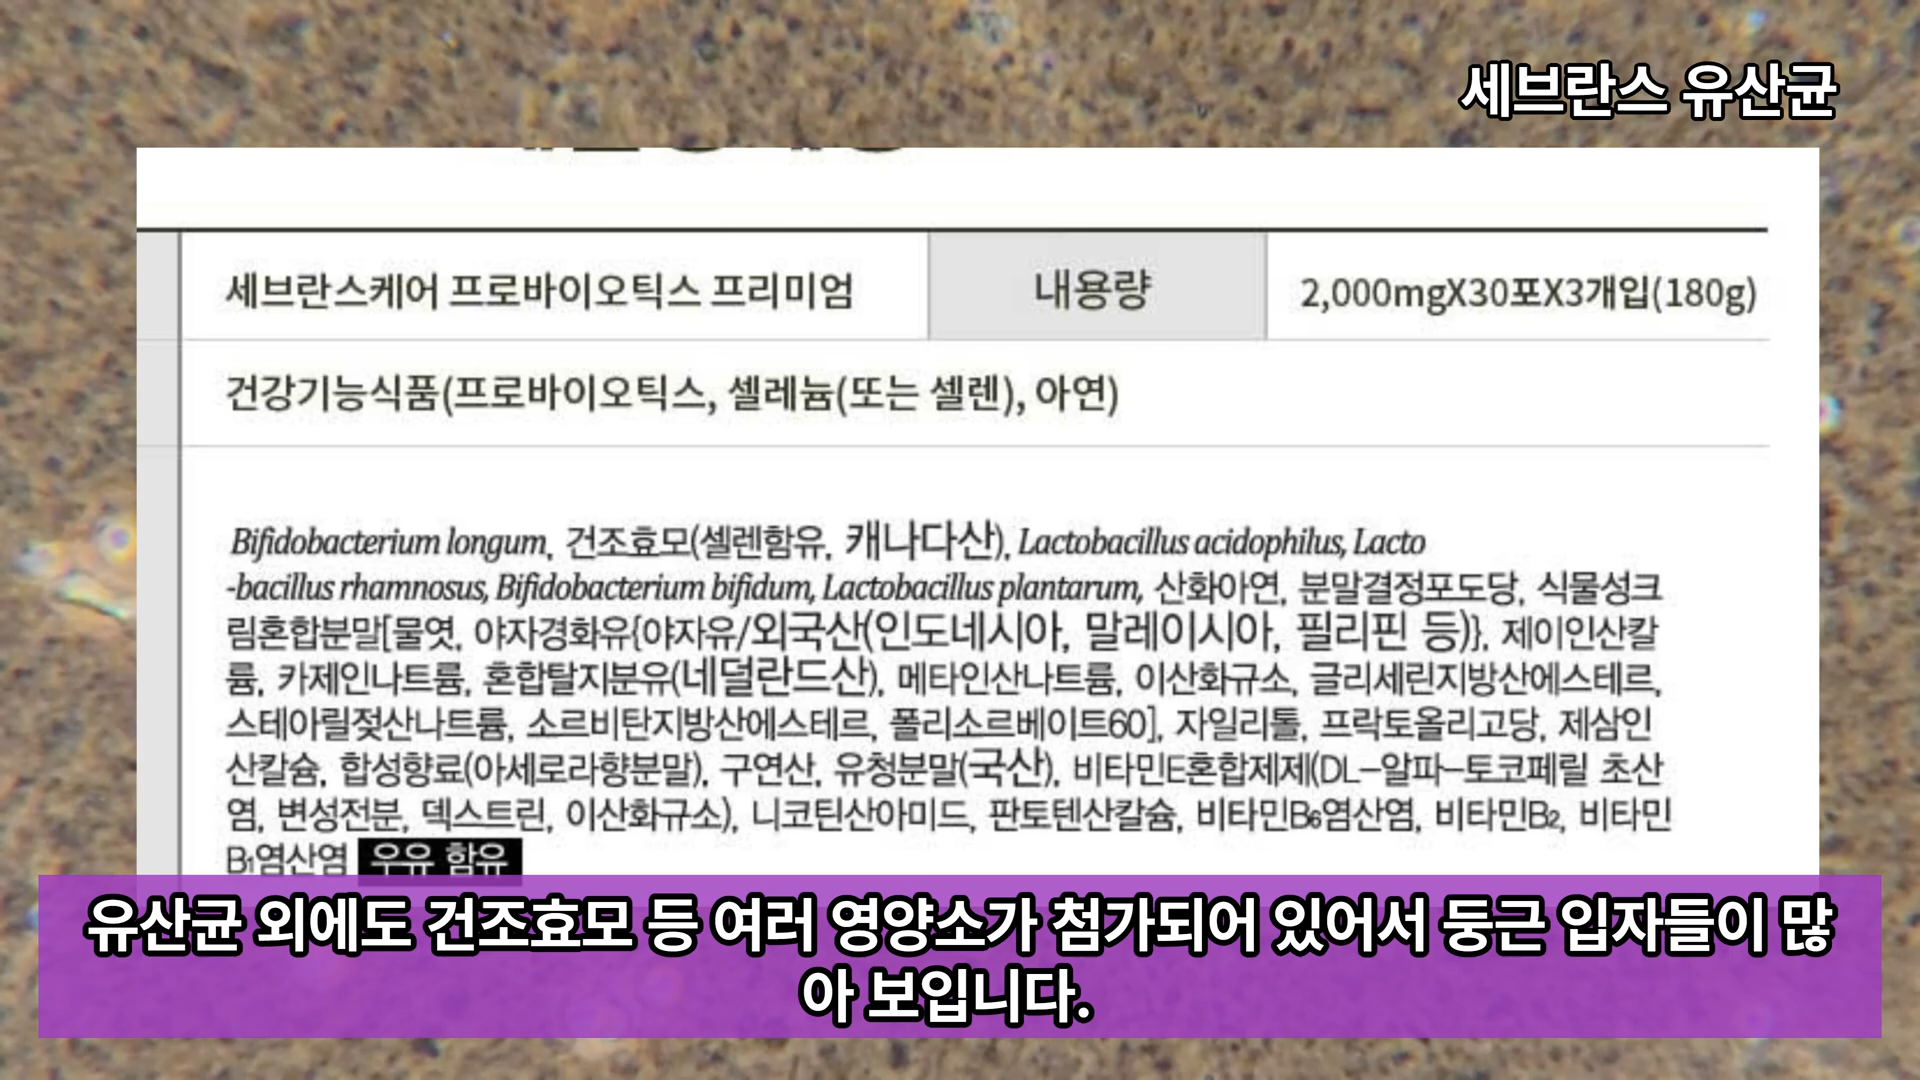 세브란스 유산균
세브란스케어 프로바이오틱스 프리미엄 내용량 2,000mgX30포X3개입(180g)
건강기능식품(프로바이오틱스, 셀레늄(또는 셀렌), 아연)
Bifidobacterium longum, 건조효모(셀렌함유, 캐나다산), Lactobacillus acidophilus, Lacto
-bacillus rhamnosus, Bifidobacterium bifidum, Lactobacillus plantarum, 산화아연, 분말결정포도당, 식물성크
림혼합분말[물엿, 야자경화유{야자유/외국산(인도네시아, 말레이시아, 필리핀 등)}, 제이인산칼
륨, 카제인나트륨, 혼합탈지분유(네덜란드산), 메타인산나트륨, 이산화규소, 글리세린지방산에스테르,
스테아릴젖산나트륨, 소르비탄지방산에스테르, 폴리소르베이트60], 자일리톨, 프락토올리고당, 제삼인
산칼슘, 합성향료(아세로라향분말), 구연산, 유청분말(국산), 비타민E혼합제제(DL-알파-토코페릴 초산
염, 변성전분, 덱스트린, 이산화규소), 니코틴산아미드, 판토텐산칼슘, 비타민B₆염산염, 비타민B₂, 비타민
B₁염산염 우유 함유
유산균 외에도 건조효모 등 여러 영양소가 첨가되어 있어서 둥근 입자들이 많
아 보입니다.